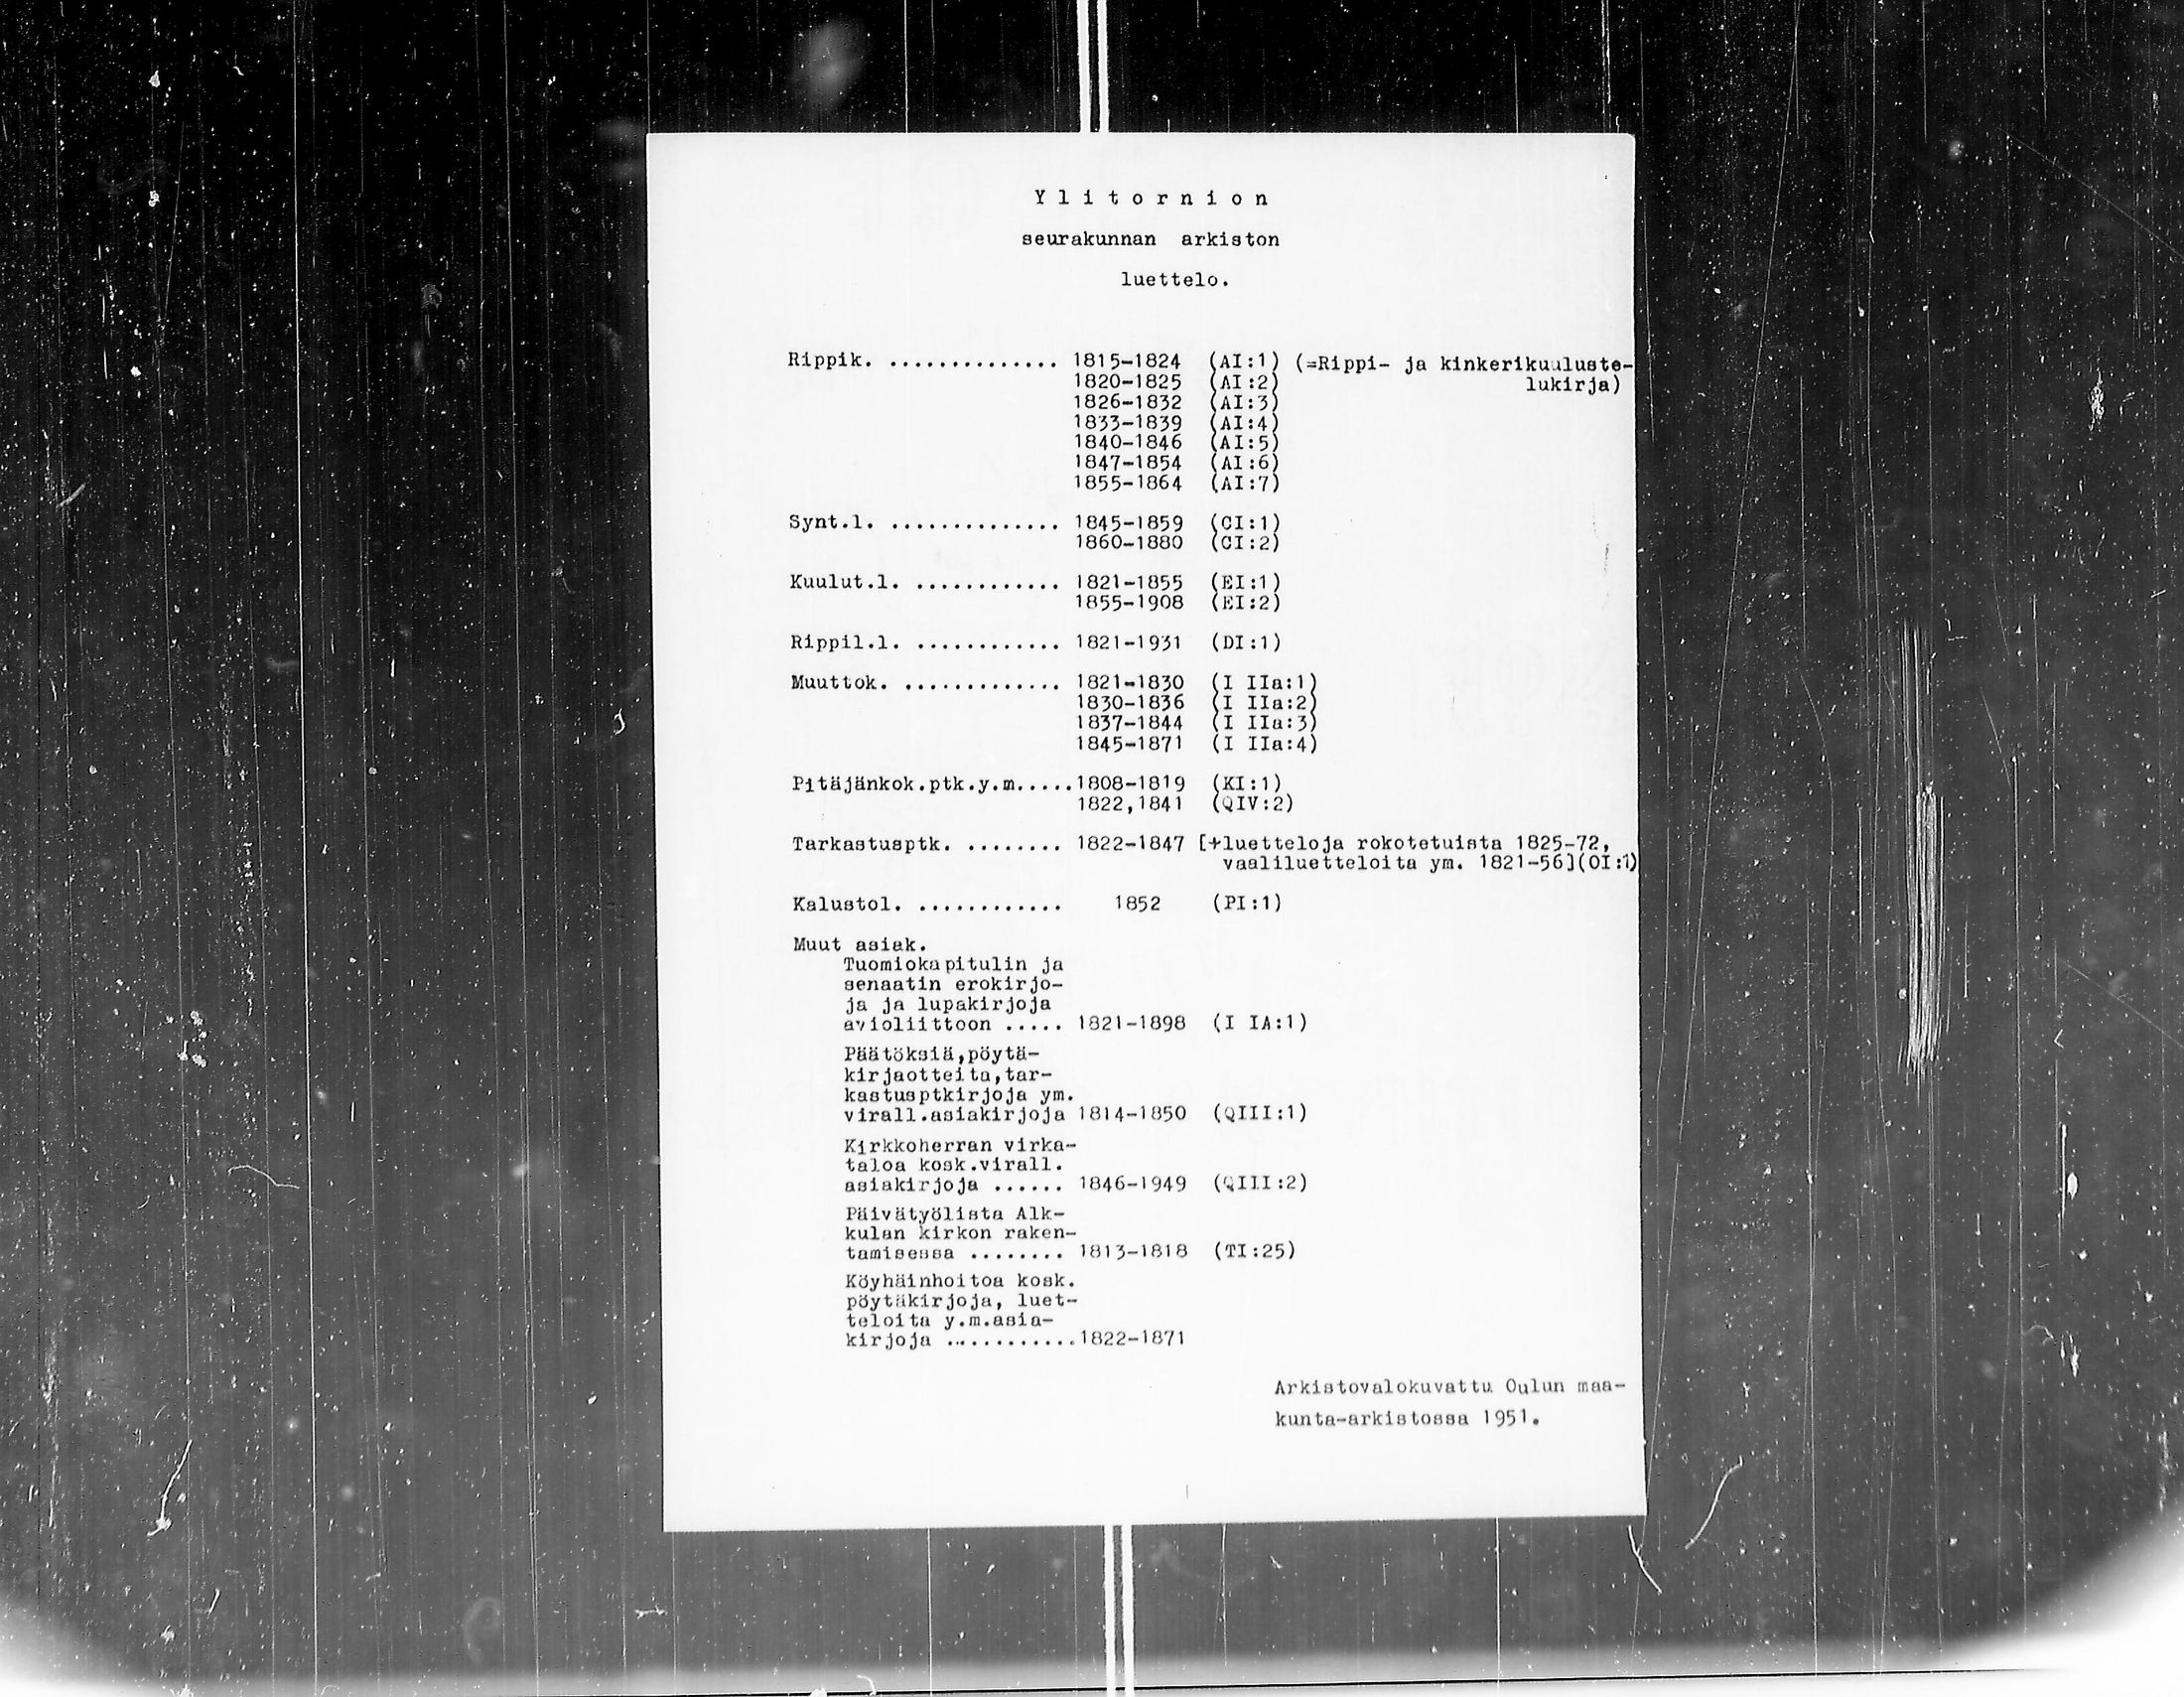 Ylitornion
seurakunnan arkiston
luettelo.
Rippik. .............. 1815-1824 (AI:1) (=Rippi- ja kinkerikuuluste-
1820-1825 (AI:2) lukirja)
1826-1832 (AI:3)
1833-1839 (AI:4)
1840-1846 (AI:5)
1847-1854 (AI:6)
1855-1864 (AI:7)
Synt.l. .............. 1845-1859 (CI:1)
1860-1880 (CI:2)
Kuulut.l. ............ 1821-1855 (EI:1)
1855-1908 (EI:2)
Rippil.l. ............ 1821-1931 (DI:1)
Muuttok. ............. 1821-1830 (I IIa:1)
1830-1836 (I IIa:2)
1837-1844 (I IIa:3)
1845-1871 (I IIa:4)
Pitäjänkok.ptk.y.m.....1808-1819 (KI:1)
1822,1841 (QIV:2)
Tarkastusptk. ........ 1822-1847 [+luetteloja rokotetuista 1825-72,
vaaliluetteloita ym. 1821-56](OI:1)
Kalustol. ............ 1852 (PI:1)
Muut asiak.
Tuomiokapitulin ja
senaatin erokirjo-
ja ja lupakirjoja
avioliittoon ..... 1821-1898 (I IA:1)
Päätöksiä,pöytä-
kirjaotteita,tar-
kastusptkirjoja ym.
virall.asiakirjoja 1814-1850 (QIII:1)
Kirkkoherran virka-
taloa kosk.virall.
asiakirjoja ...... 1846-1949 (QIII:2)
Päivätyölista Alk-
kulan kirkon raken-
tamisessa ........ 1813-1818 (TI:25)
Köyhäinhoitoa kosk.
pöytäkirjoja, luet-
teloita y.m.asia-
kirjoja ...........1822-1871
Arkistovalokuvattu Oulun maa-
kunta-arkistossa 1951.